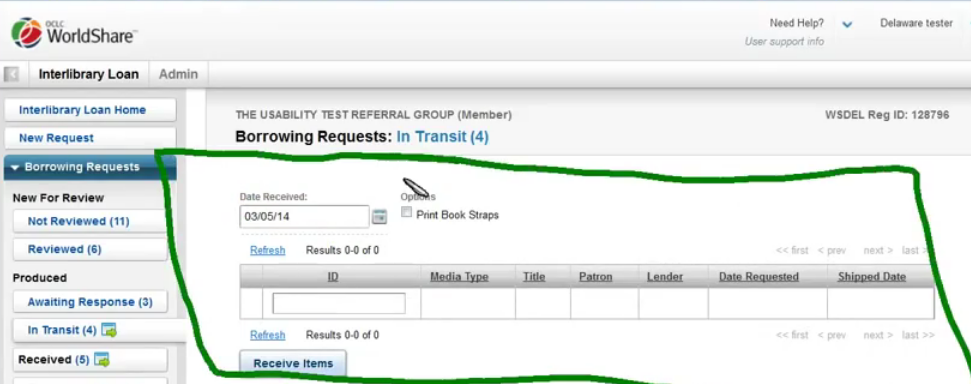 OCLC
WorldShare™
Need Help?
Delaware tester
User support info
Interlibrary Loan
Admin
Interlibrary Loan Home
New Request
Borrowing Requests
New For Review
Not Reviewed (11)
Reviewed (6)
Produced
Awaiting Response (3)
In Transit (4)
Received (5)
THE USABILITY TEST REFERRAL GROUP (Member)
WSDEL Reg ID: 128796
Borrowing Requests: In Transit (4)
Date Received:
Options
03/05/14
Print Book Straps
Refresh
Results 0-0 of 0
<< first < prev next > last >>
ID Media Type Title Patron Lender Date Requested Shipped Date
Refresh
Results 0-0 of 0
<< first < prev next > last >>
Receive Items